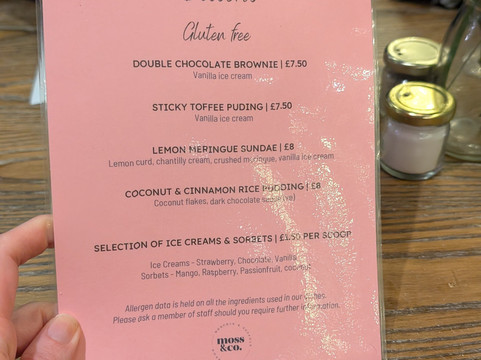 Desserts
Gluten free
DOUBLE CHOCOLATE BROWNIE | £7.50
Vanilla ice cream
STICKY TOFFEE PUDING | £7.50
Vanilla ice cream
LEMON MERINGUE SUNDAE | £8
Lemon curd, chantilly cream, crushed meringue, vanilla ice cream
COCONUT & CINNAMON RICE PUDDING | £8
Coconut flakes, dark chocolate (ve)
SELECTION OF ICE CREAMS & SORBETS | £1.50 PER SCOOP
Ice Creams - Strawberry, Chocolate, Vanilla
Sorbets - Mango, Raspberry, Passionfruit, coconut
Allergen data is held on all the ingredients used in our dishes.
Please ask a member of staff should you require further information.
moss
&co.